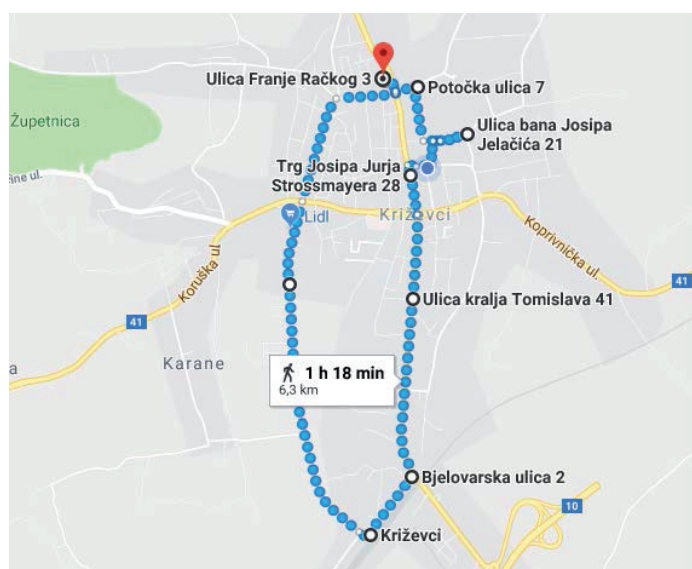 Ulica Franje Račkog 3
Potočka ulica 7
Župetnica
Ulica bana Josipa
Jelačića 21
Trg Josipa Jurja
Strossmayera 28
rine ul.
Lidl
Križevci
Koprivnička ul.
Koruška ul.
41
Ulica kralja Tomislava 41
41
Karane
a
1 h 18 min
6,3 km
Bjelovarska ulica 2
10
Križevci